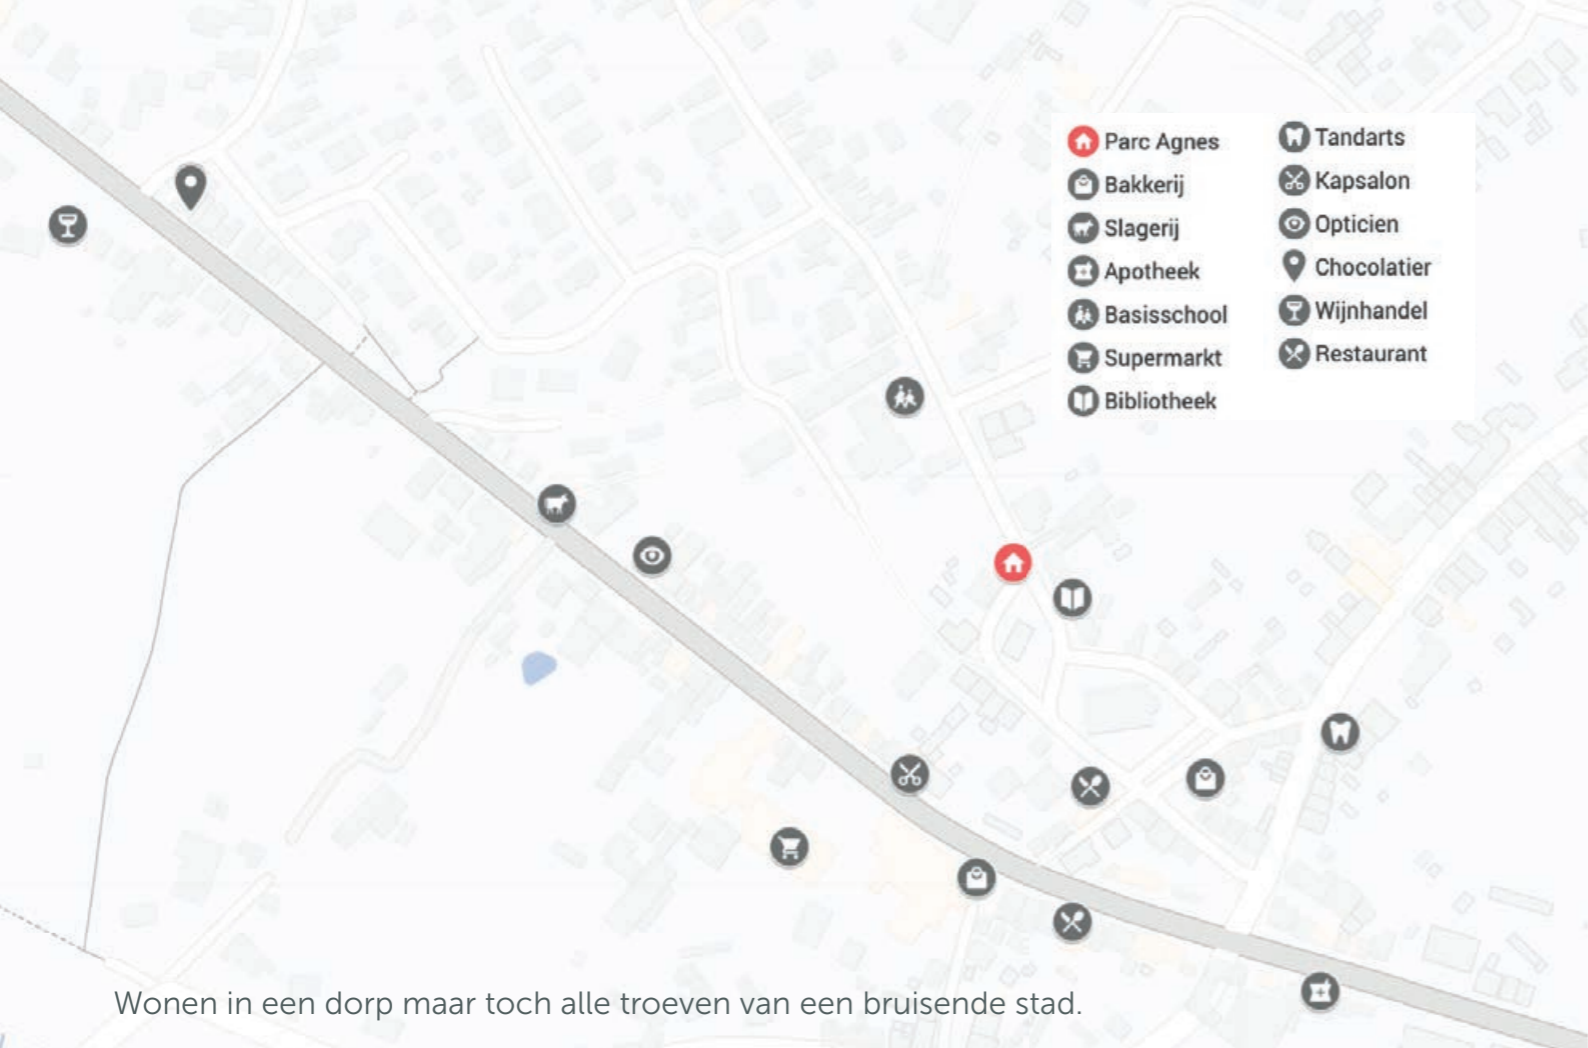 Parc Agnes
Bakkerij
Slagerij
Apotheek
Basisschool
Supermarkt
Bibliotheek
Tandarts
Kapsalon
Opticien
Chocolatier
Wijnhandel
Restaurant
Wonen in een dorp maar toch alle troeven van een bruisende stad.